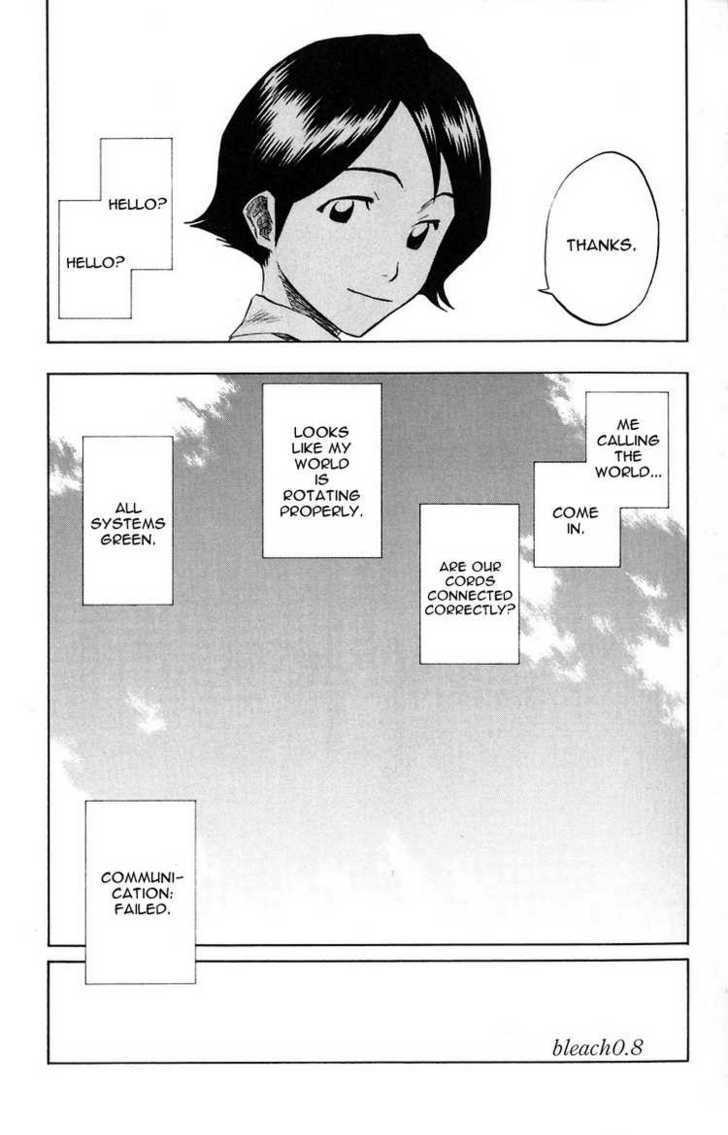 THANKS.
HELLO?
HELLO?
ME
CALLING
THE
WORLD...
COME
IN.
ARE OUR
CORDS
CONNECTED
CORRECTLY?
LOOKS
LIKE MY
WORLD
IS
ROTATING
PROPERLY.
ALL
SYSTEMS
GREEN.
COMMUNI-
CATION:
FAILED.
bleach0.8